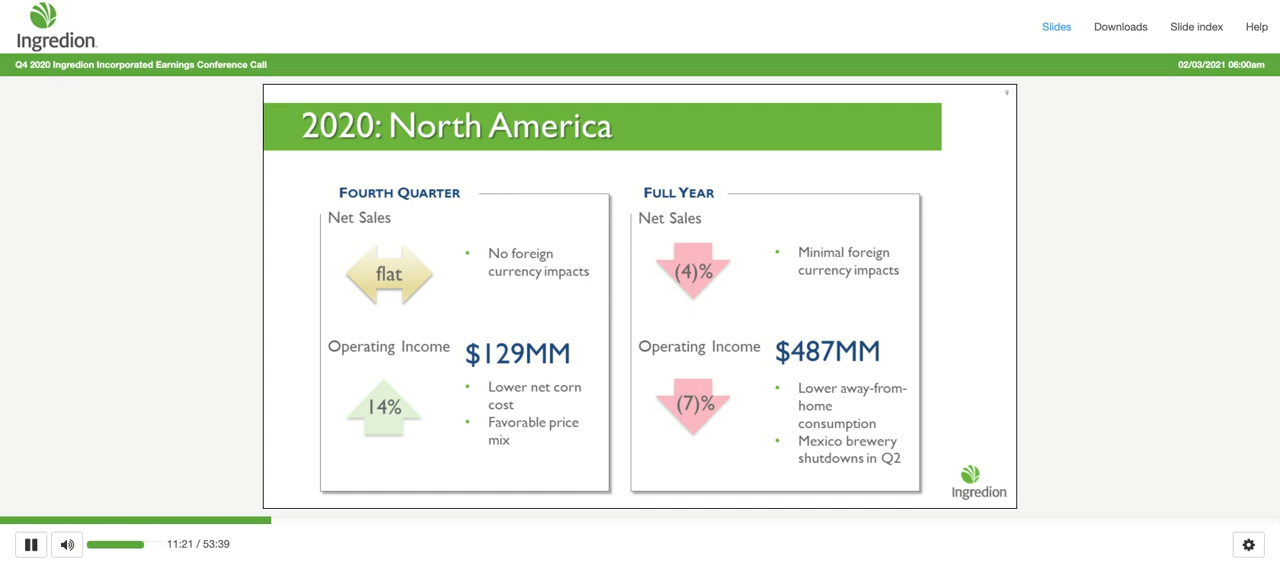 Ingredion
Slides Downloads Slide index Help
Q4 2020 Ingredion Incorporated Earnings Conference Call 02/03/2021 06:00am
9
2020: North America
FOURTH QUARTER
Net Sales
flat
• No foreign
currency impacts
Operating Income
$129MM
14%
• Lower net corn
cost
• Favorable price
mix
FULL YEAR
Net Sales
(4)%
• Minimal foreign
currency impacts
Operating Income
$487MM
(7)%
• Lower away-from-
home
consumption
• Mexico brewery
shutdowns in Q2
Ingredion
11:21 / 53:39